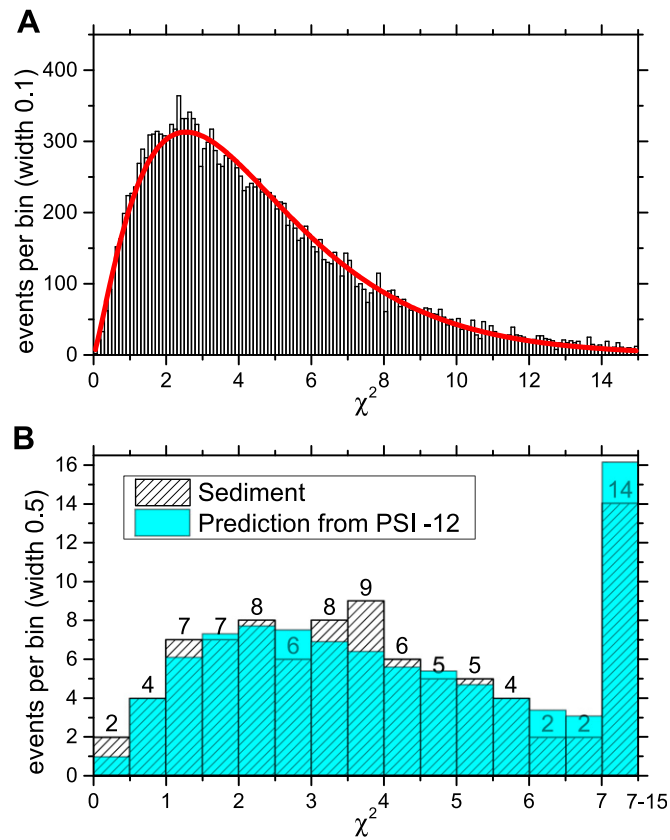 A
events per bin (width 0.1)
400
300
200
100
0
0 2 4 6 8 10 12 14
χ²
B
events per bin (width 0.5)
16
14
12
10
8
6
4
2
0
Sediment
Prediction from PSI -12
2 4 7 7 8 6 8 9 6 5 5 4 2 2 14
0 1 2 3 4 5 6 7 7-15
χ²